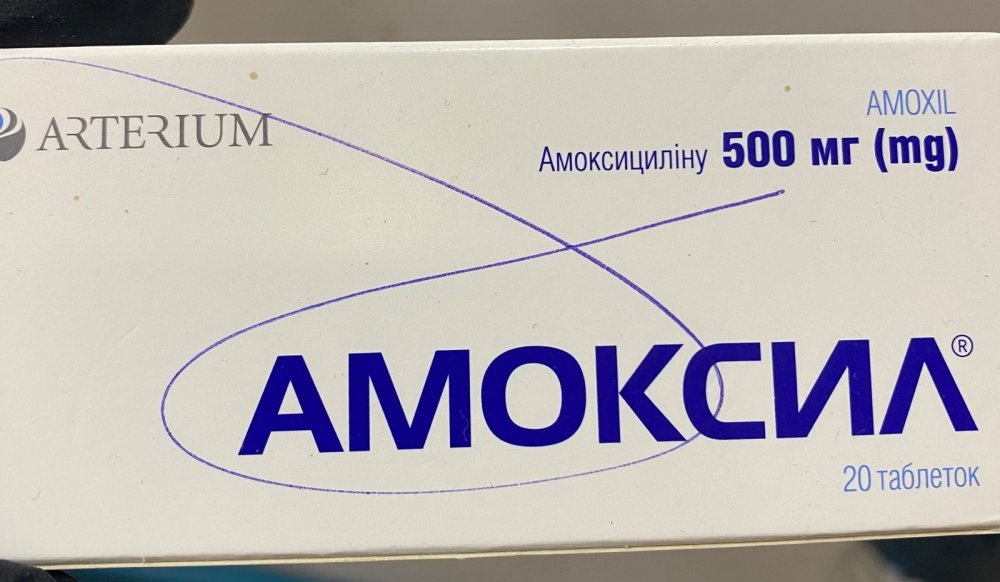 ARTERIUM
AMOXIL
Амоксициліну 500 мг (mg)
АМОКСИЛ®
20 таблеток